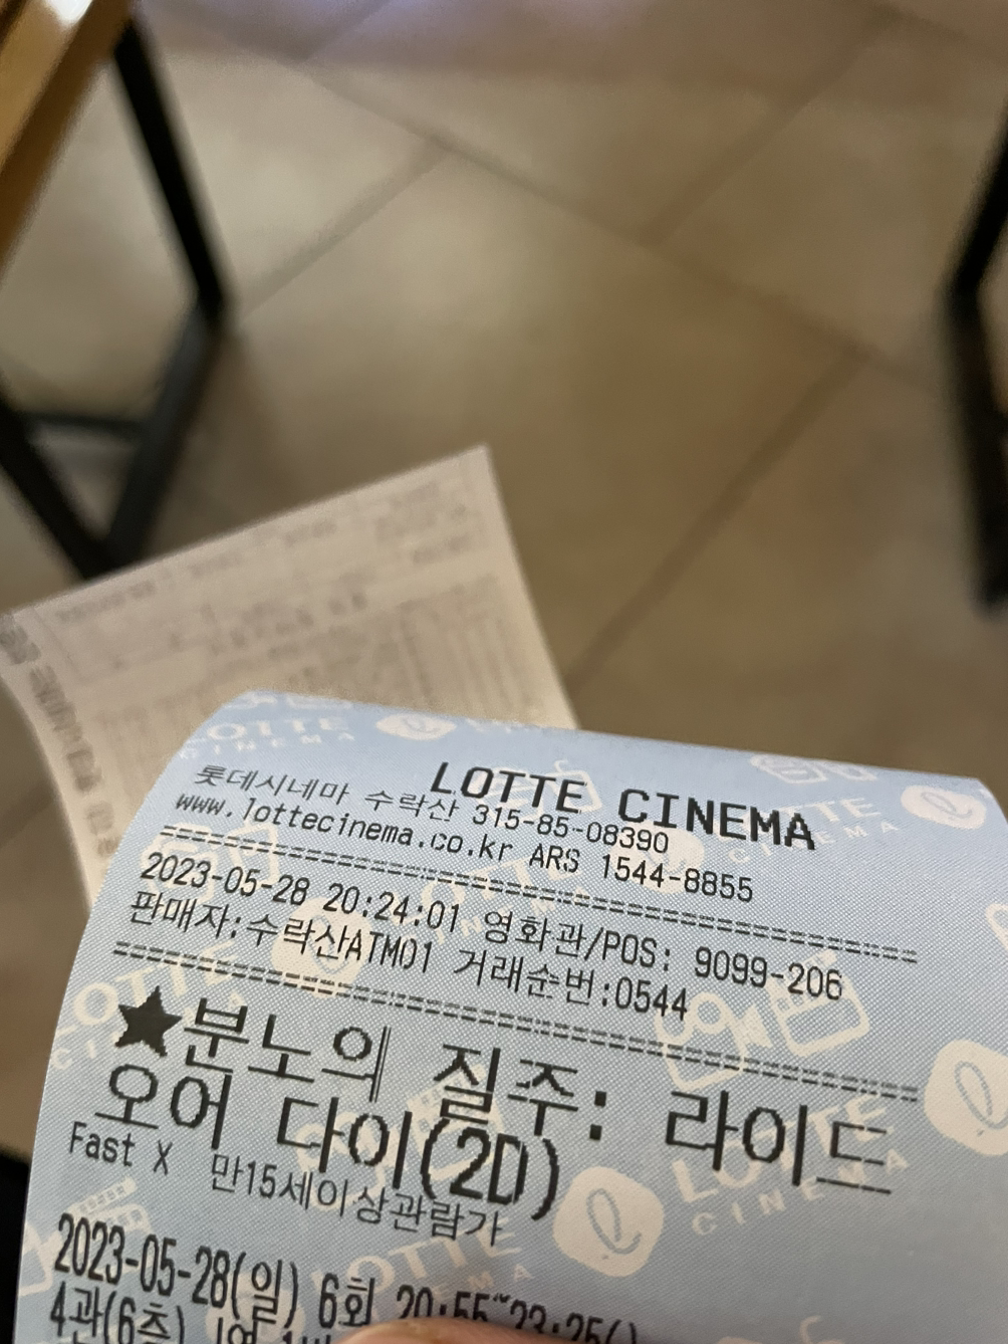 LOTTE CINEMA
롯데시네마 수락산 315-85-08390
www.lottecinema.co.kr ARS 1544-8855
2023-05-28 20:24:01 영화관/POS: 9099-206
판매자:수락산ATM01 거래순번:0544
★분노의 질주: 라이드
오어 다이(2D)
Fast X 만15세이상관람가
2023-05-28(일) 6회 20:55~23:25()
4관(6층)